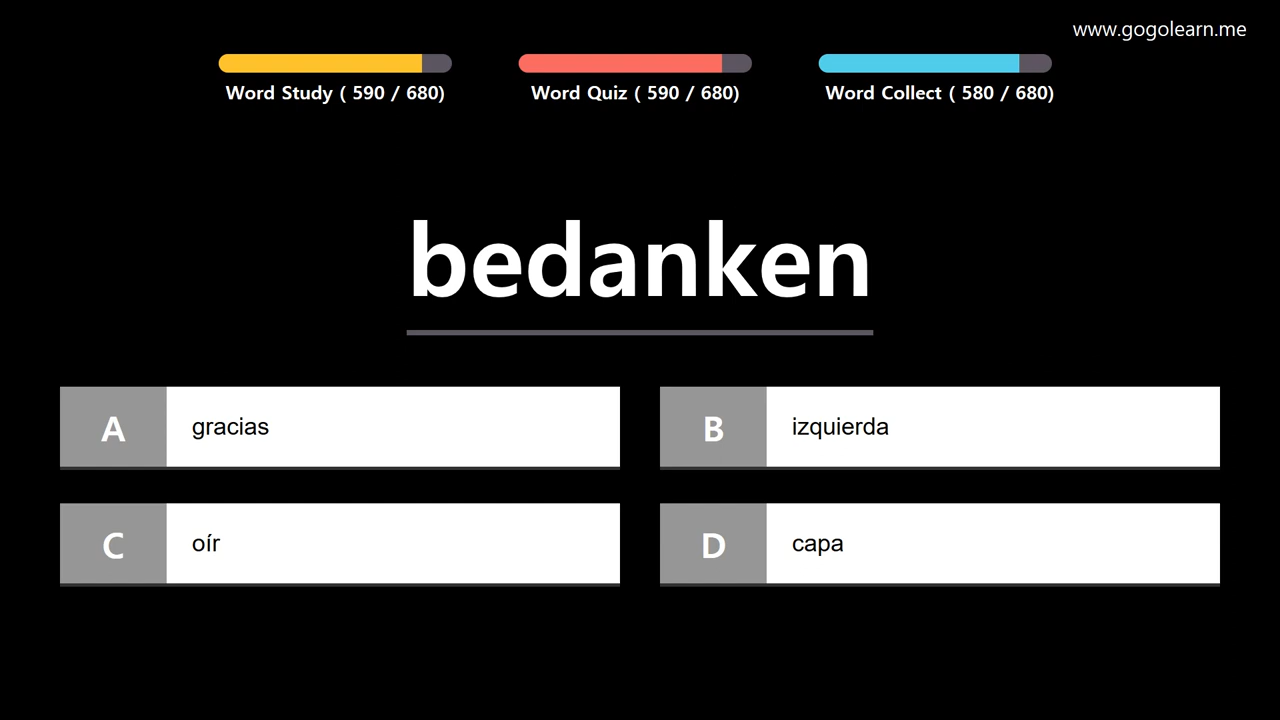 www.gogolearn.me
Word Study ( 590 / 680)
Word Quiz ( 590 / 680)
Word Collect ( 580 / 680)
bedanken
A gracias
B izquierda
C oír
D capa